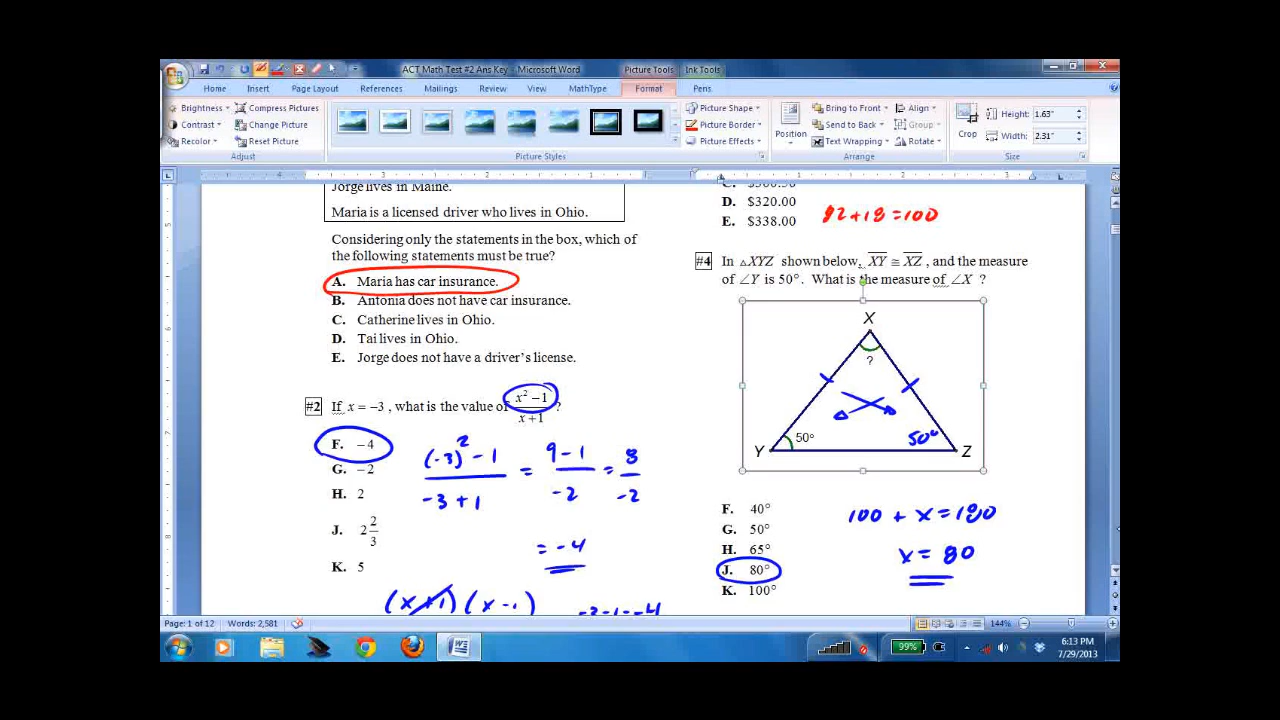 ACT Math Test #2 Ans Key - Microsoft Word
Picture Tools
Ink Tools
Home Insert Page Layout References Mailings Review View MathType Format Pens
Brightness
Contrast
Recolor
Compress Pictures
Change Picture
Reset Picture
Adjust
Picture Styles
Picture Shape
Picture Border
Picture Effects
Position
Bring to Front
Send to Back
Text Wrapping
Align
Group
Rotate
Arrange
Crop
Height: 1.63"
Width: 2.31"
Size
Jorge lives in Maine.
Maria is a licensed driver who lives in Ohio.
Considering only the statements in the box, which of
the following statements must be true?
A. Maria has car insurance.
B. Antonia does not have car insurance.
C. Catherine lives in Ohio.
D. Tai lives in Ohio.
E. Jorge does not have a driver's license.
#2 If x = −3 , what is the value of x² − 1 / x + 1 ?
F. −4
G. −2
H. 2
J. 2 2/3
K. 5
(-3)² - 1 / -3 + 1 = 9 - 1 / -2 = 8 / -2
= -4
(x+1)(x-1) -3-1=-4
D. $320.00
E. $338.00
82+18=100
#4 In △XYZ shown below, XY ≅ XZ , and the measure
of ∠Y is 50°. What is the measure of ∠X ?
X
?
Y 50° 50° Z
F. 40°
G. 50°
H. 65°
J. 80°
K. 100°
100 + x = 180
x = 80
Page: 1 of 12 Words: 2,581 144%
99%
6:13 PM
7/29/2013